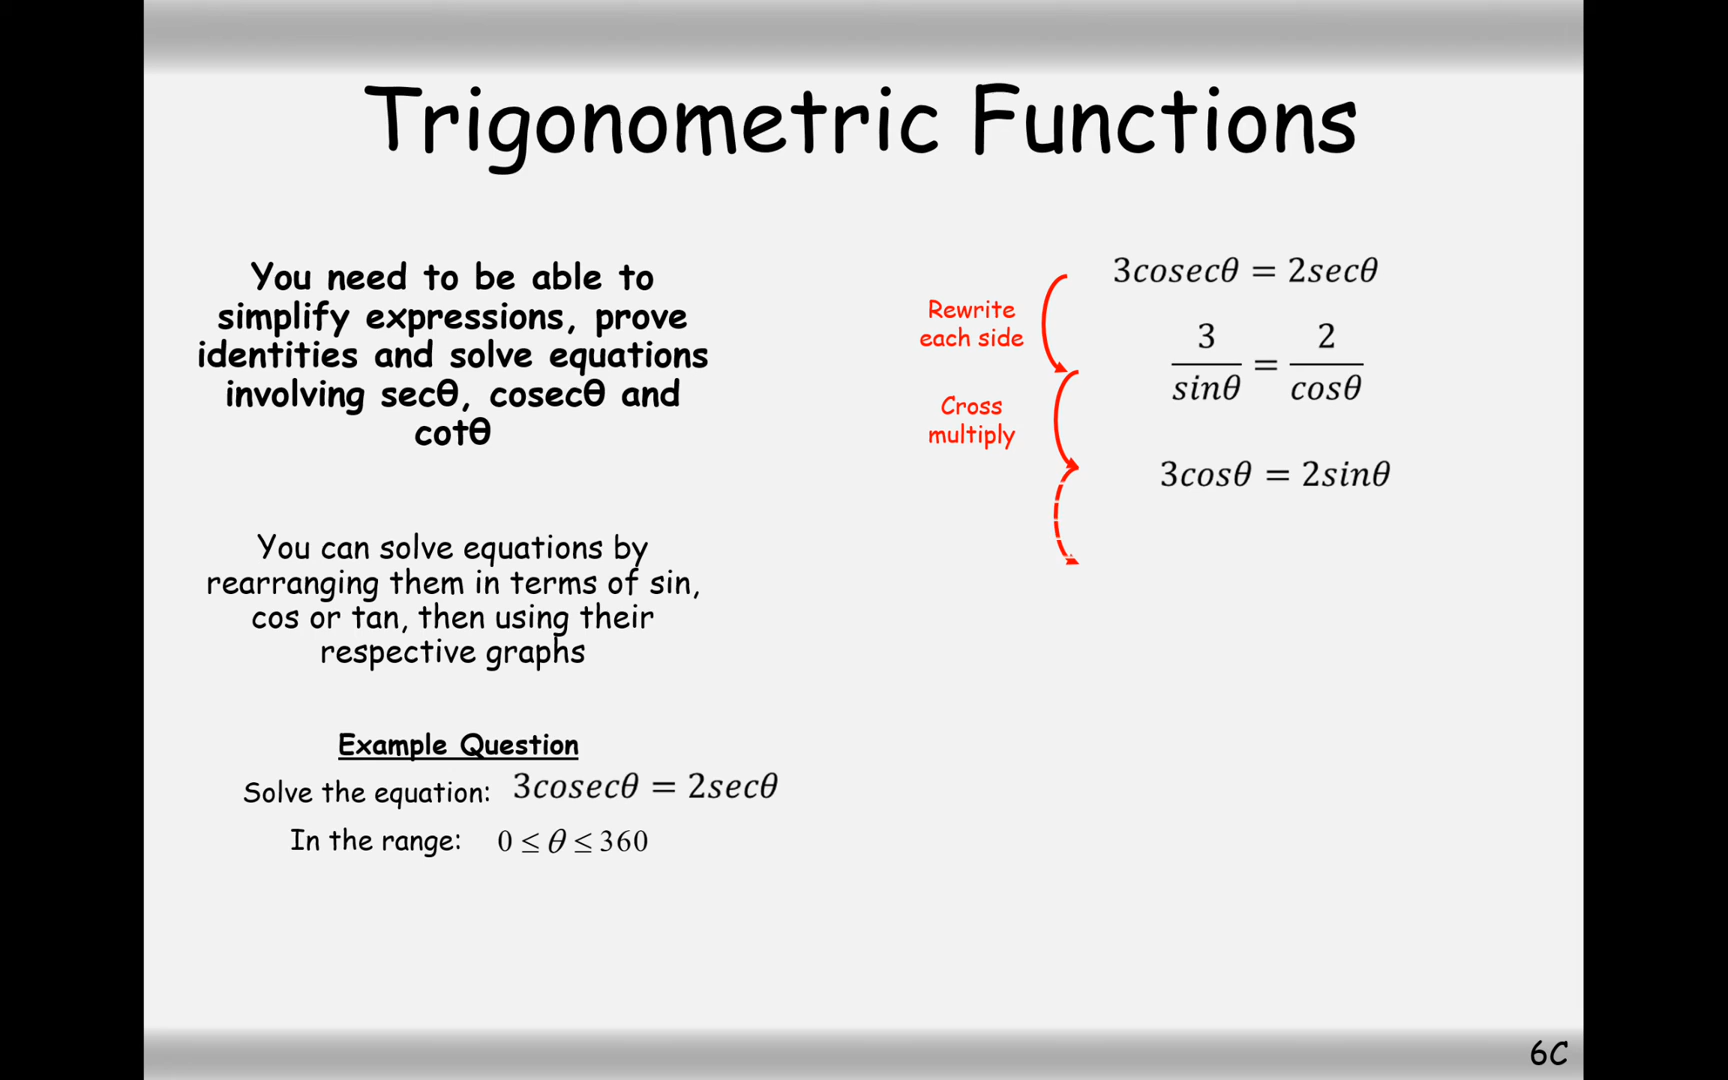 Trigonometric Functions
You need to be able to
simplify expressions, prove
identities and solve equations
involving secθ, cosecθ and
cotθ
You can solve equations by
rearranging them in terms of sin,
cos or tan, then using their
respective graphs
Example Question
Solve the equation: 3cosecθ = 2secθ
In the range: 0 ≤ θ ≤ 360
3cosecθ = 2secθ
Rewrite
each side
3/sinθ = 2/cosθ
Cross
multiply
3cosθ = 2sinθ
6C